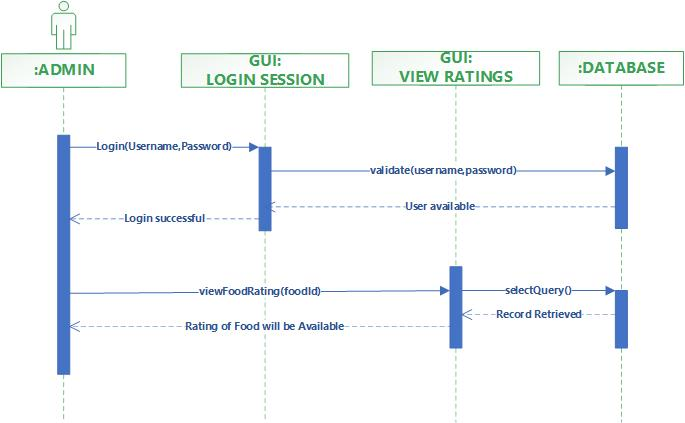 :ADMIN
GUI:
LOGIN SESSION
GUI:
VIEW RATINGS
:DATABASE
Login(Username,Password)
validate(username,password)
User available
Login successful
viewFoodRating(foodId)
selectQuery()
Record Retrieved
Rating of Food will be Available